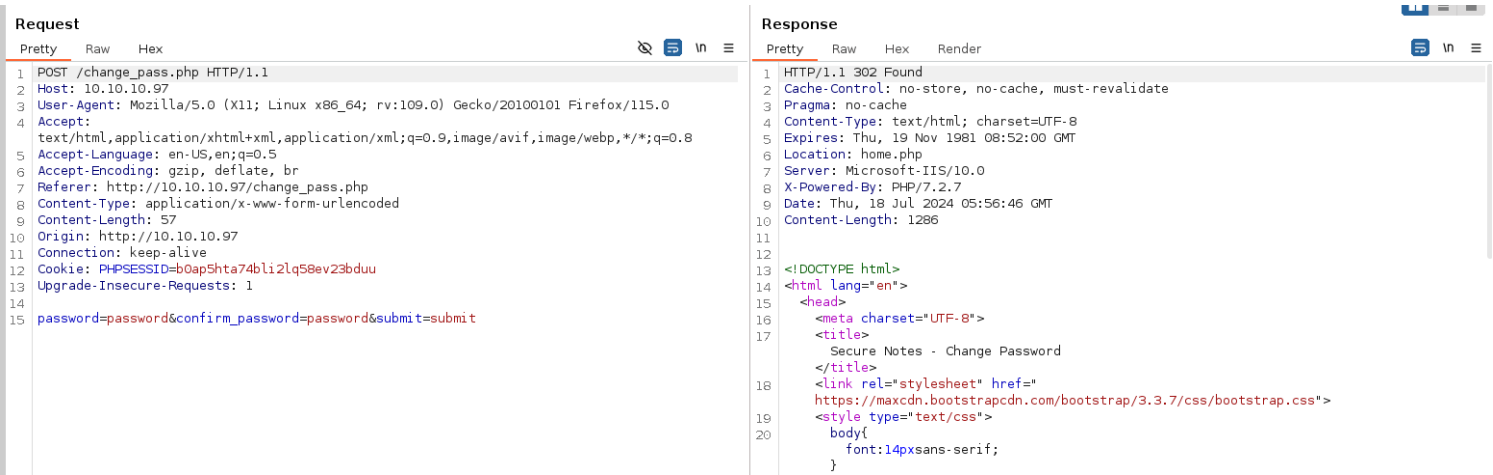 Request
Pretty Raw Hex \n
1 POST /change_pass.php HTTP/1.1
2 Host: 10.10.10.97
3 User-Agent: Mozilla/5.0 (X11; Linux x86_64; rv:109.0) Gecko/20100101 Firefox/115.0
4 Accept:
text/html,application/xhtml+xml,application/xml;q=0.9,image/avif,image/webp,*/*;q=0.8
5 Accept-Language: en-US,en;q=0.5
6 Accept-Encoding: gzip, deflate, br
7 Referer: http://10.10.10.97/change_pass.php
8 Content-Type: application/x-www-form-urlencoded
9 Content-Length: 57
10 Origin: http://10.10.10.97
11 Connection: keep-alive
12 Cookie: PHPSESSID=b0ap5hta74bli2lq58ev23bduu
13 Upgrade-Insecure-Requests: 1
14
15 password=password&confirm_password=password&submit=submit
Response
Pretty Raw Hex Render \n
1 HTTP/1.1 302 Found
2 Cache-Control: no-store, no-cache, must-revalidate
3 Pragma: no-cache
4 Content-Type: text/html; charset=UTF-8
5 Expires: Thu, 19 Nov 1981 08:52:00 GMT
6 Location: home.php
7 Server: Microsoft-IIS/10.0
8 X-Powered-By: PHP/7.2.7
9 Date: Thu, 18 Jul 2024 05:56:46 GMT
10 Content-Length: 1286
11
12
13 <!DOCTYPE html>
14 <html lang="en">
15 <head>
16 <meta charset="UTF-8">
17 <title>
Secure Notes - Change Password
</title>
18 <link rel="stylesheet" href="
https://maxcdn.bootstrapcdn.com/bootstrap/3.3.7/css/bootstrap.css">
19 <style type="text/css">
20 body{
font:14pxsans-serif;
}